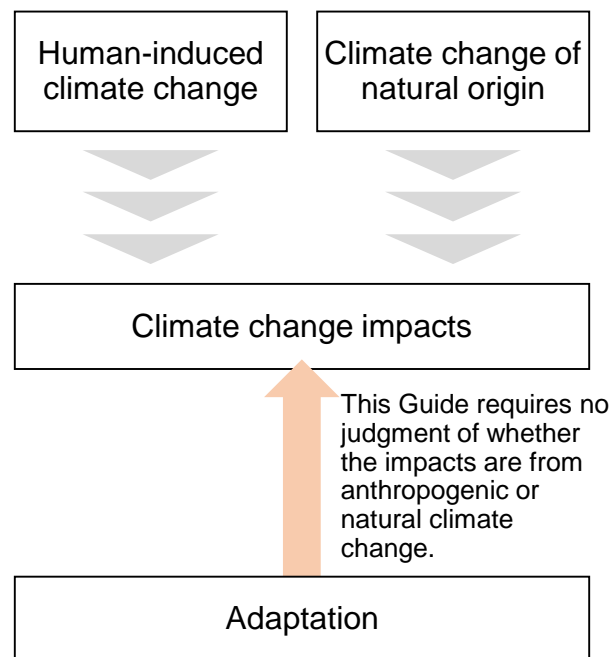 Human-induced
climate change
Climate change of
natural origin
Climate change impacts
This Guide requires no
judgment of whether
the impacts are from
anthropogenic or
natural climate
change.
Adaptation